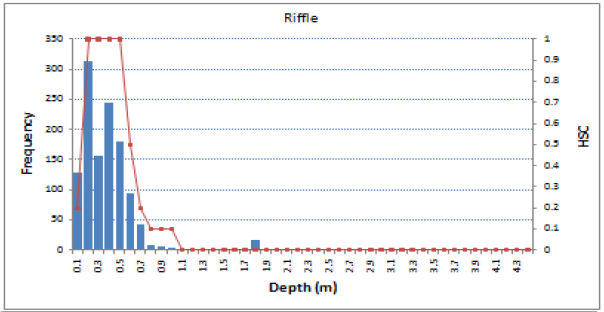 Riffle
350 300 250 200 150 100 50 0
Frequency
1 0.9 0.8 0.7 0.6 0.5 0.4 0.3 0.2 0.1 0
HSC
0.1 0.3 0.5 0.7 0.9 1.1 1.3 1.5 1.7 1.9 2.1 2.3 2.5 2.7 2.9 3.1 3.3 3.5 3.7 3.9 4.1 4.3
Depth (m)